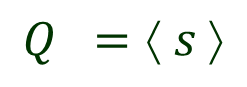 Q = ⟨ s ⟩